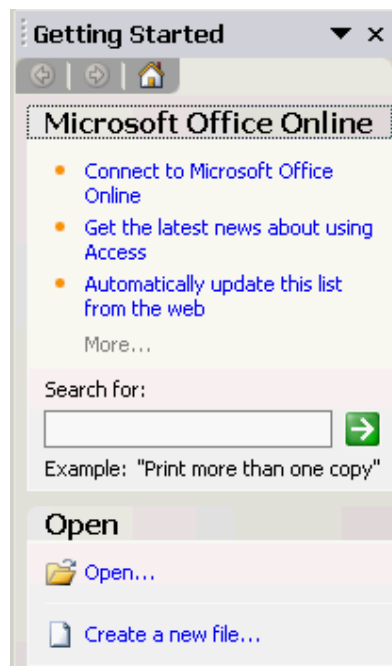 Getting Started
Microsoft Office Online
Connect to Microsoft Office
Online
Get the latest news about using
Access
Automatically update this list
from the web
More...
Search for:
Example: "Print more than one copy"
Open
Open...
Create a new file...